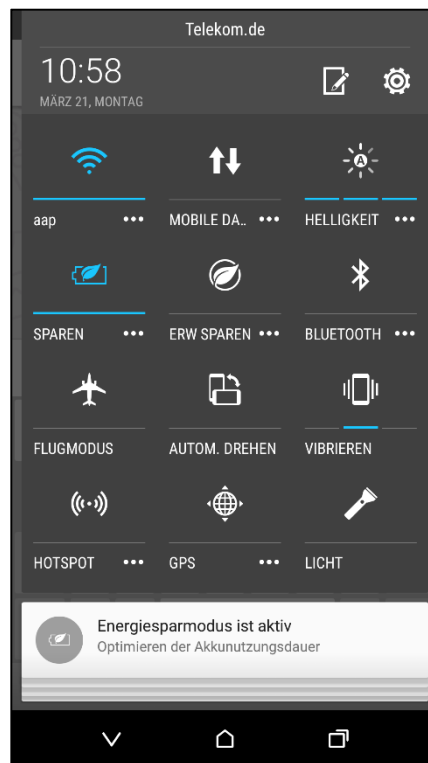 Telekom.de
10:58
MÄRZ 21, MONTAG
aap
MOBILE DA..
HELLIGKEIT
SPAREN
ERW SPAREN
BLUETOOTH
FLUGMODUS
AUTOM. DREHEN
VIBRIEREN
HOTSPOT
GPS
LICHT
Energiesparmodus ist aktiv
Optimieren der Akkunutzungsdauer